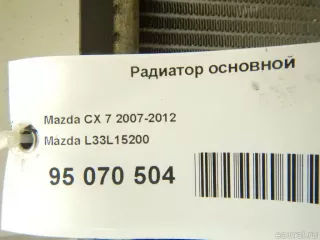 Радиатор основной
Mazda CX 7 2007-2012
Mazda L33L15200
95 070 504